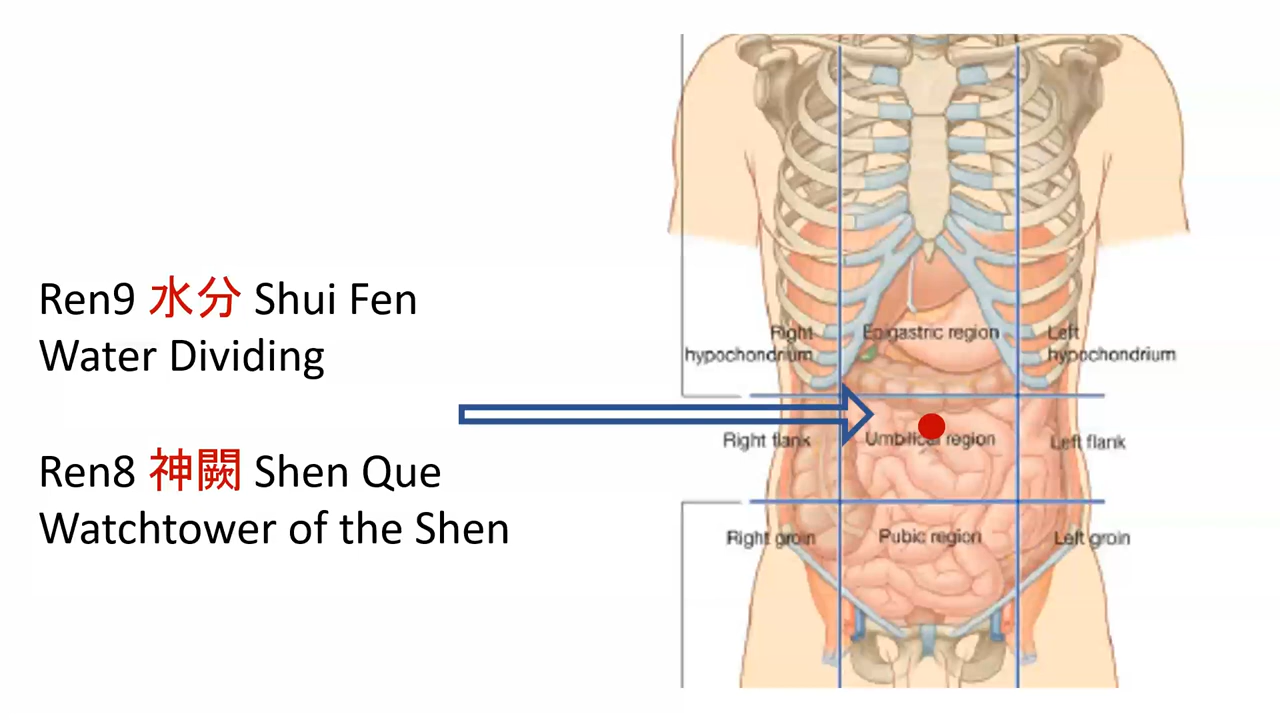 Ren9 水分 Shui Fen
Water Dividing
Ren8 神闕 Shen Que
Watchtower of the Shen
Right hypochondrium
Epigastric region
Left hypochondrium
Right flank
Umbilical region
Left flank
Right groin
Pubic region
Left groin